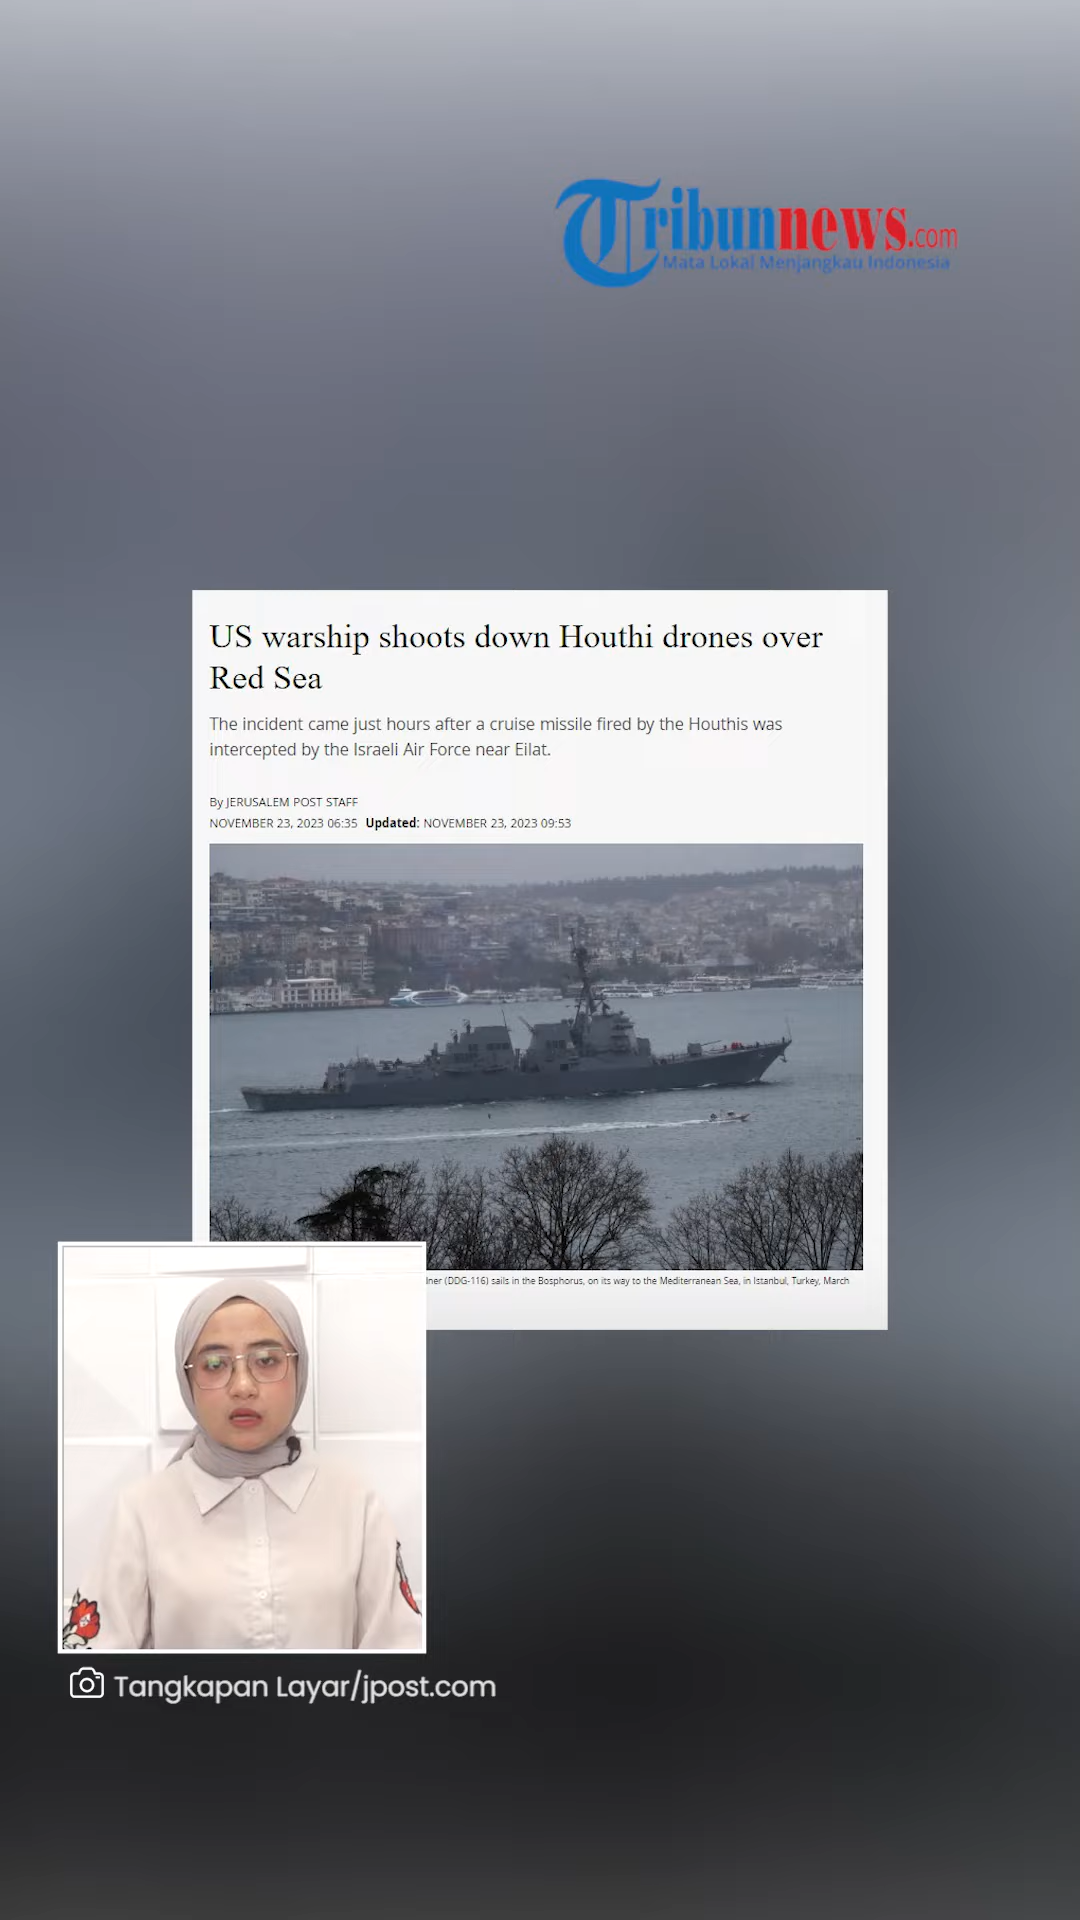 Tribunnews.com
Mata Lokal Menjangkau Indonesia
US warship shoots down Houthi drones over
Red Sea
The incident came just hours after a cruise missile fired by the Houthis was
intercepted by the Israeli Air Force near Eilat.
By JERUSALEM POST STAFF
NOVEMBER 23, 2023 06:35 Updated: NOVEMBER 23, 2023 09:53
(DDG-116) sails in the Bosphorus, on its way to the Mediterranean Sea, in Istanbul, Turkey, March
Tangkapan Layar/jpost.com